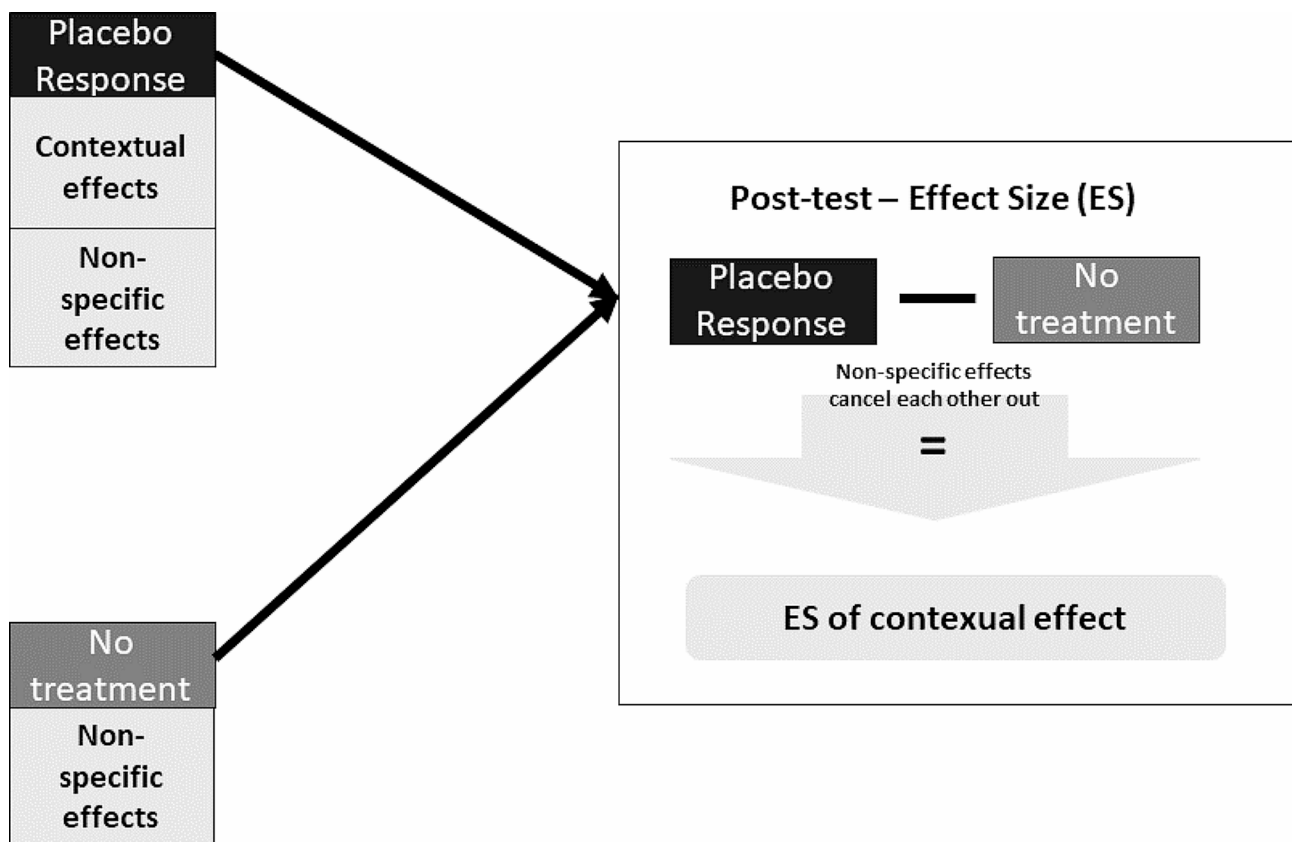 Placebo
Response
Contextual
effects
Non-
specific
effects
No
treatment
Non-
specific
effects
Post-test – Effect Size (ES)
Placebo
Response
No
treatment
Non-specific effects
cancel each other out
=
ES of contexual effect